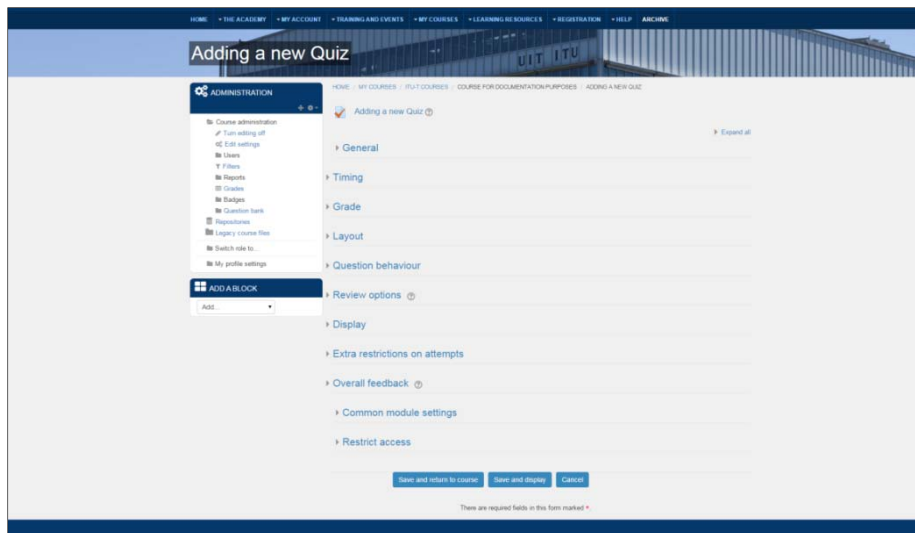 HOME THE ACADEMY MY ACCOUNT TRAINING AND EVENTS MY COURSES LEARNING RESOURCES REGISTRATION HELP ARCHIVE
Adding a new Quiz
UIT ITU
ADMINISTRATION
Course administration
Turn editing off
Edit settings
Users
Filters
Reports
Grades
Badges
Question bank
Repositories
Legacy course files
Switch role to...
My profile settings
ADD A BLOCK
Add...
HOME / MY COURSES / ITU-T COURSES / COURSE FOR DOCUMENTATION PURPOSES / ADDING A NEW QUIZ
Adding a new Quiz
Expand all
General
Timing
Grade
Layout
Question behaviour
Review options
Display
Extra restrictions on attempts
Overall feedback
Common module settings
Restrict access
Save and return to course Save and display Cancel
There are required fields in this form marked *.